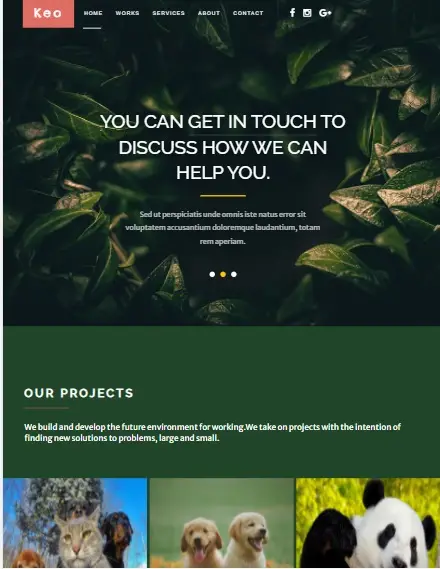 Keo
HOME WORKS SERVICES ABOUT CONTACT
YOU CAN GET IN TOUCH TO
DISCUSS HOW WE CAN
HELP YOU.
Sed ut perspiciatis unde omnis iste natus error sit
voluptatem accusantium doloremque laudantium, totam
rem aperiam.
OUR PROJECTS
We build and develop the future environment for working.We take on projects with the intention of
finding new solutions to problems, large and small.